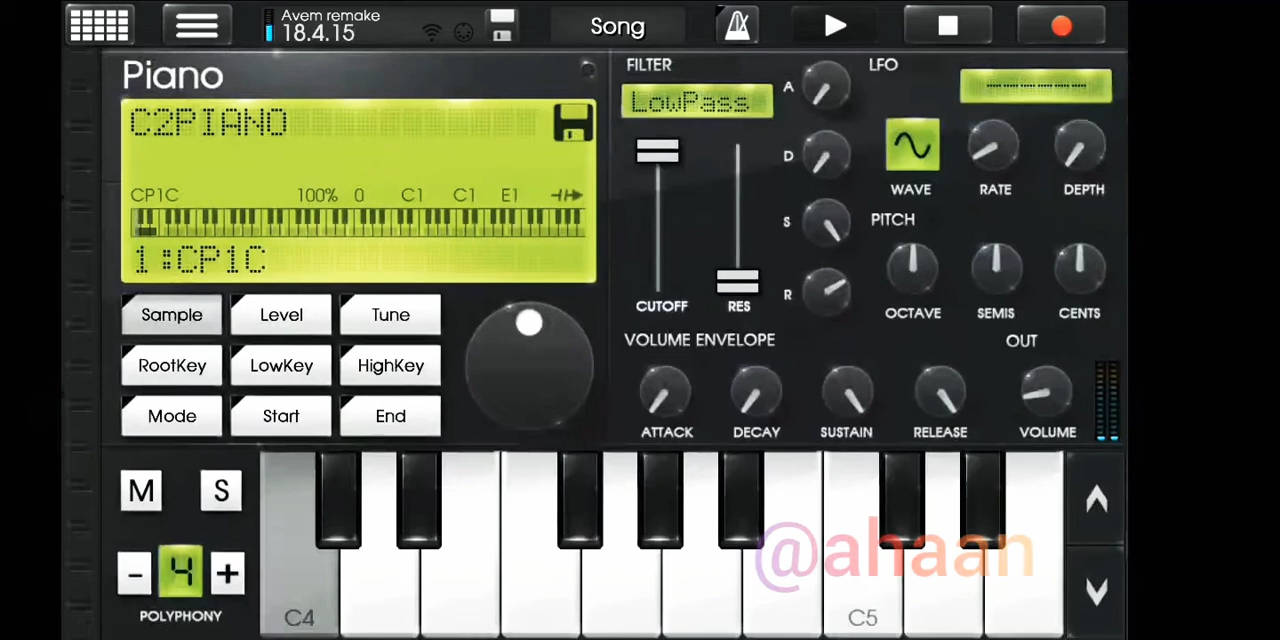 Avem remake
18.4.15
Song
Piano
C2PIANO
CP1C 100% 0 C1 C1 E1
1:CP1C
Sample Level Tune
RootKey LowKey HighKey
Mode Start End
FILTER
LowPass
CUTOFF RES
A
D
S
R
LFO
--------------
WAVE RATE DEPTH
PITCH
OCTAVE SEMIS CENTS
VOLUME ENVELOPE
ATTACK DECAY SUSTAIN RELEASE
OUT
VOLUME
M S
- 4 +
POLYPHONY
C4 C5
@ahaan